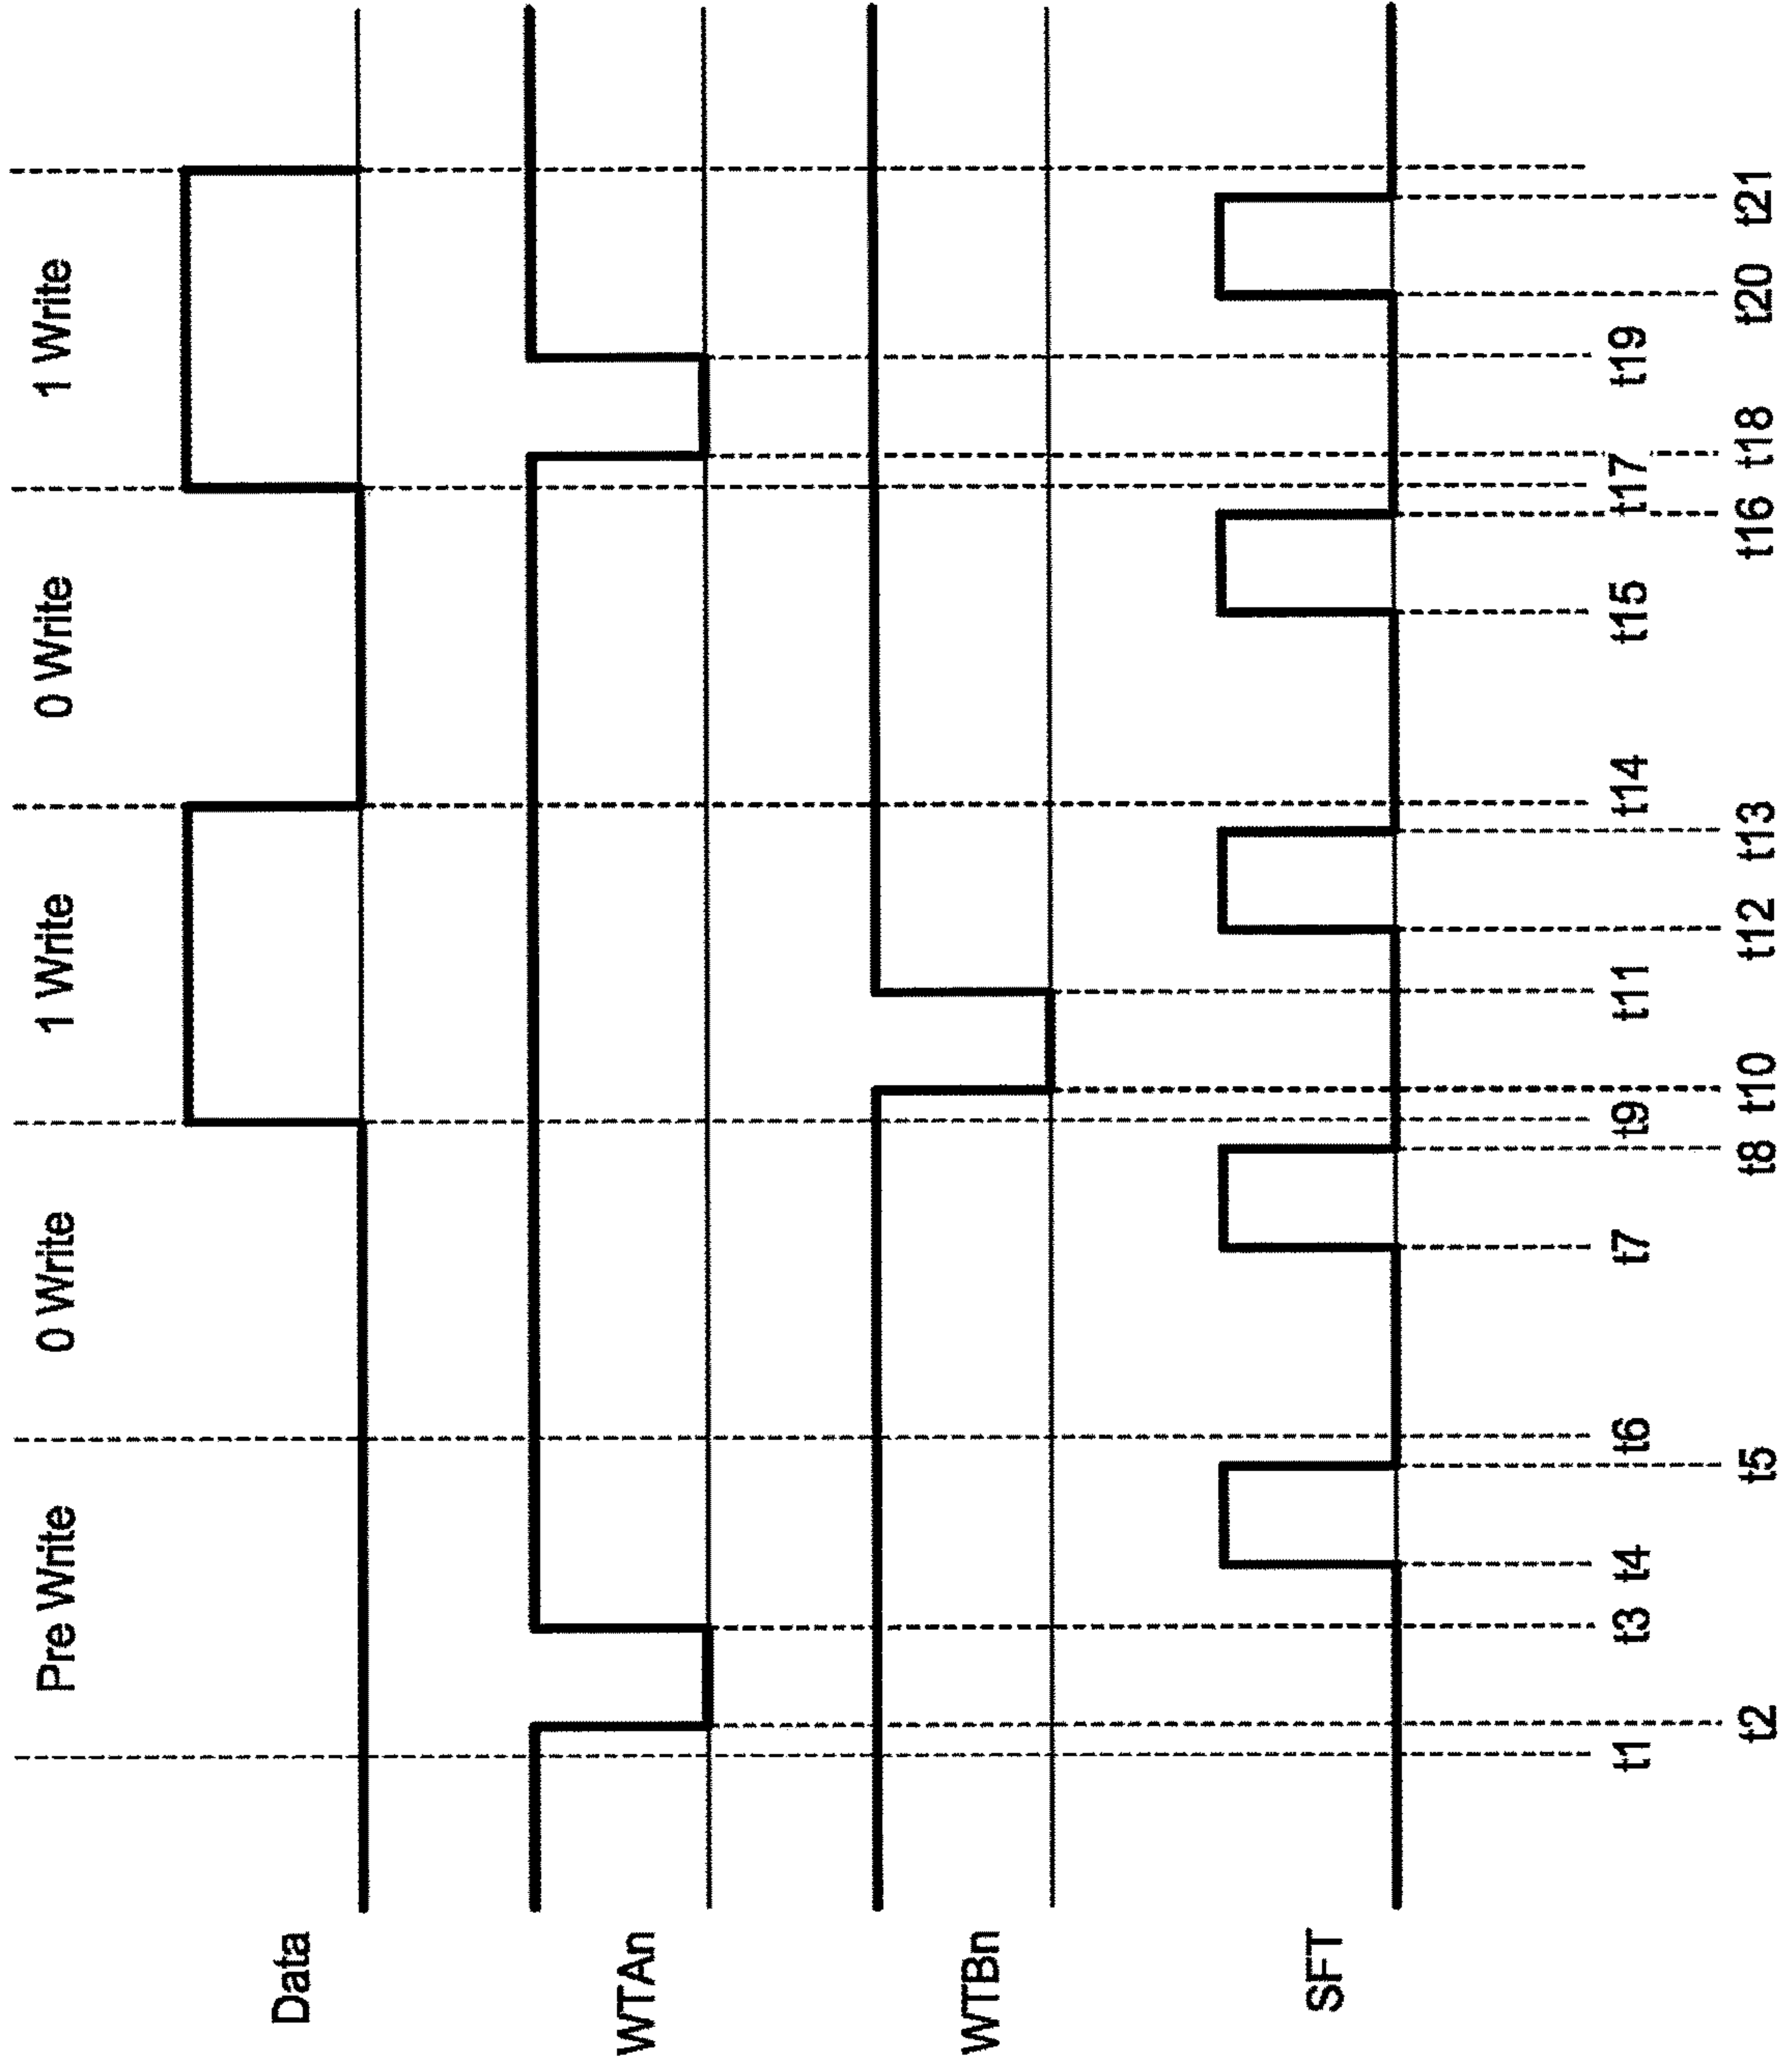 Pre Write 0 Write 1 Write 0 Write 1 Write
Data
WTAn
WTBn
SFT
t1 t3 t4 t6 t7 t9 t11 t14 t15 t17 t19
t2 t5 t8 t10 t12 t13 t16 t18 t20 t21